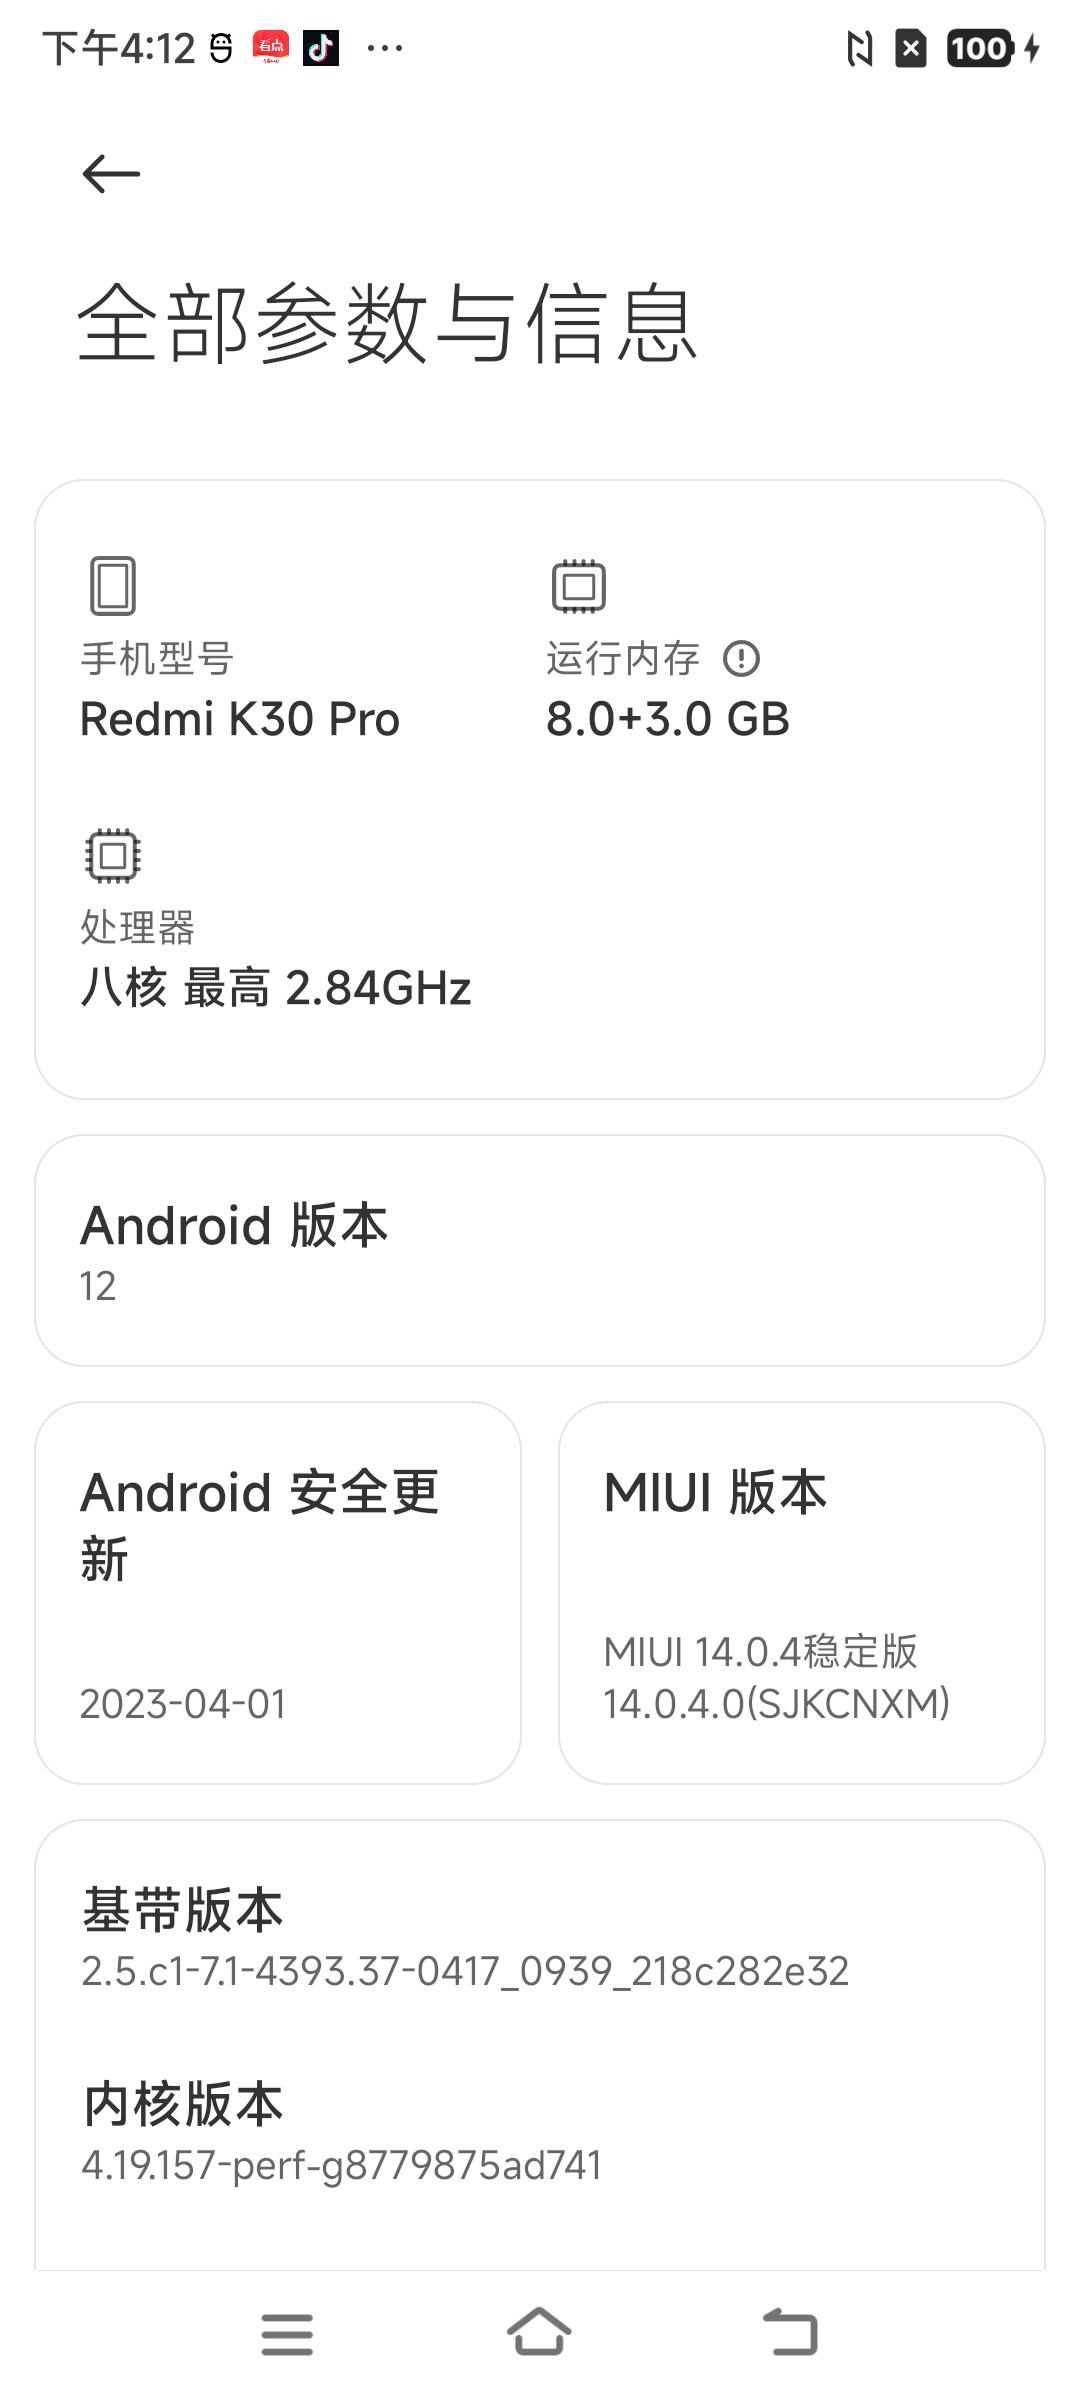 下午4:12
看点
100
全部参数与信息
手机型号
Redmi K30 Pro
运行内存
8.0+3.0 GB
处理器
八核 最高 2.84GHz
Android 版本
12
Android 安全更
新
2023-04-01
MIUI 版本
MIUI 14.0.4稳定版
14.0.4.0(SJKCNXM)
基带版本
2.5.c1-7.1-4393.37-0417_0939_218c282e32
内核版本
4.19.157-perf-g8779875ad741